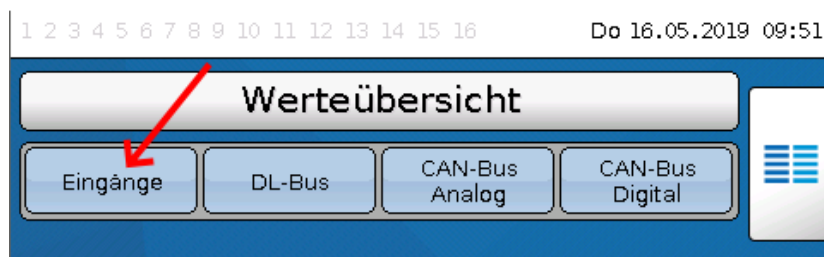 1 2 3 4 5 6 7 8 9 10 11 12 13 14 15 16 Do 16.05.2019 09:51
Werteübersicht
Eingänge DL-Bus CAN-Bus Analog CAN-Bus Digital